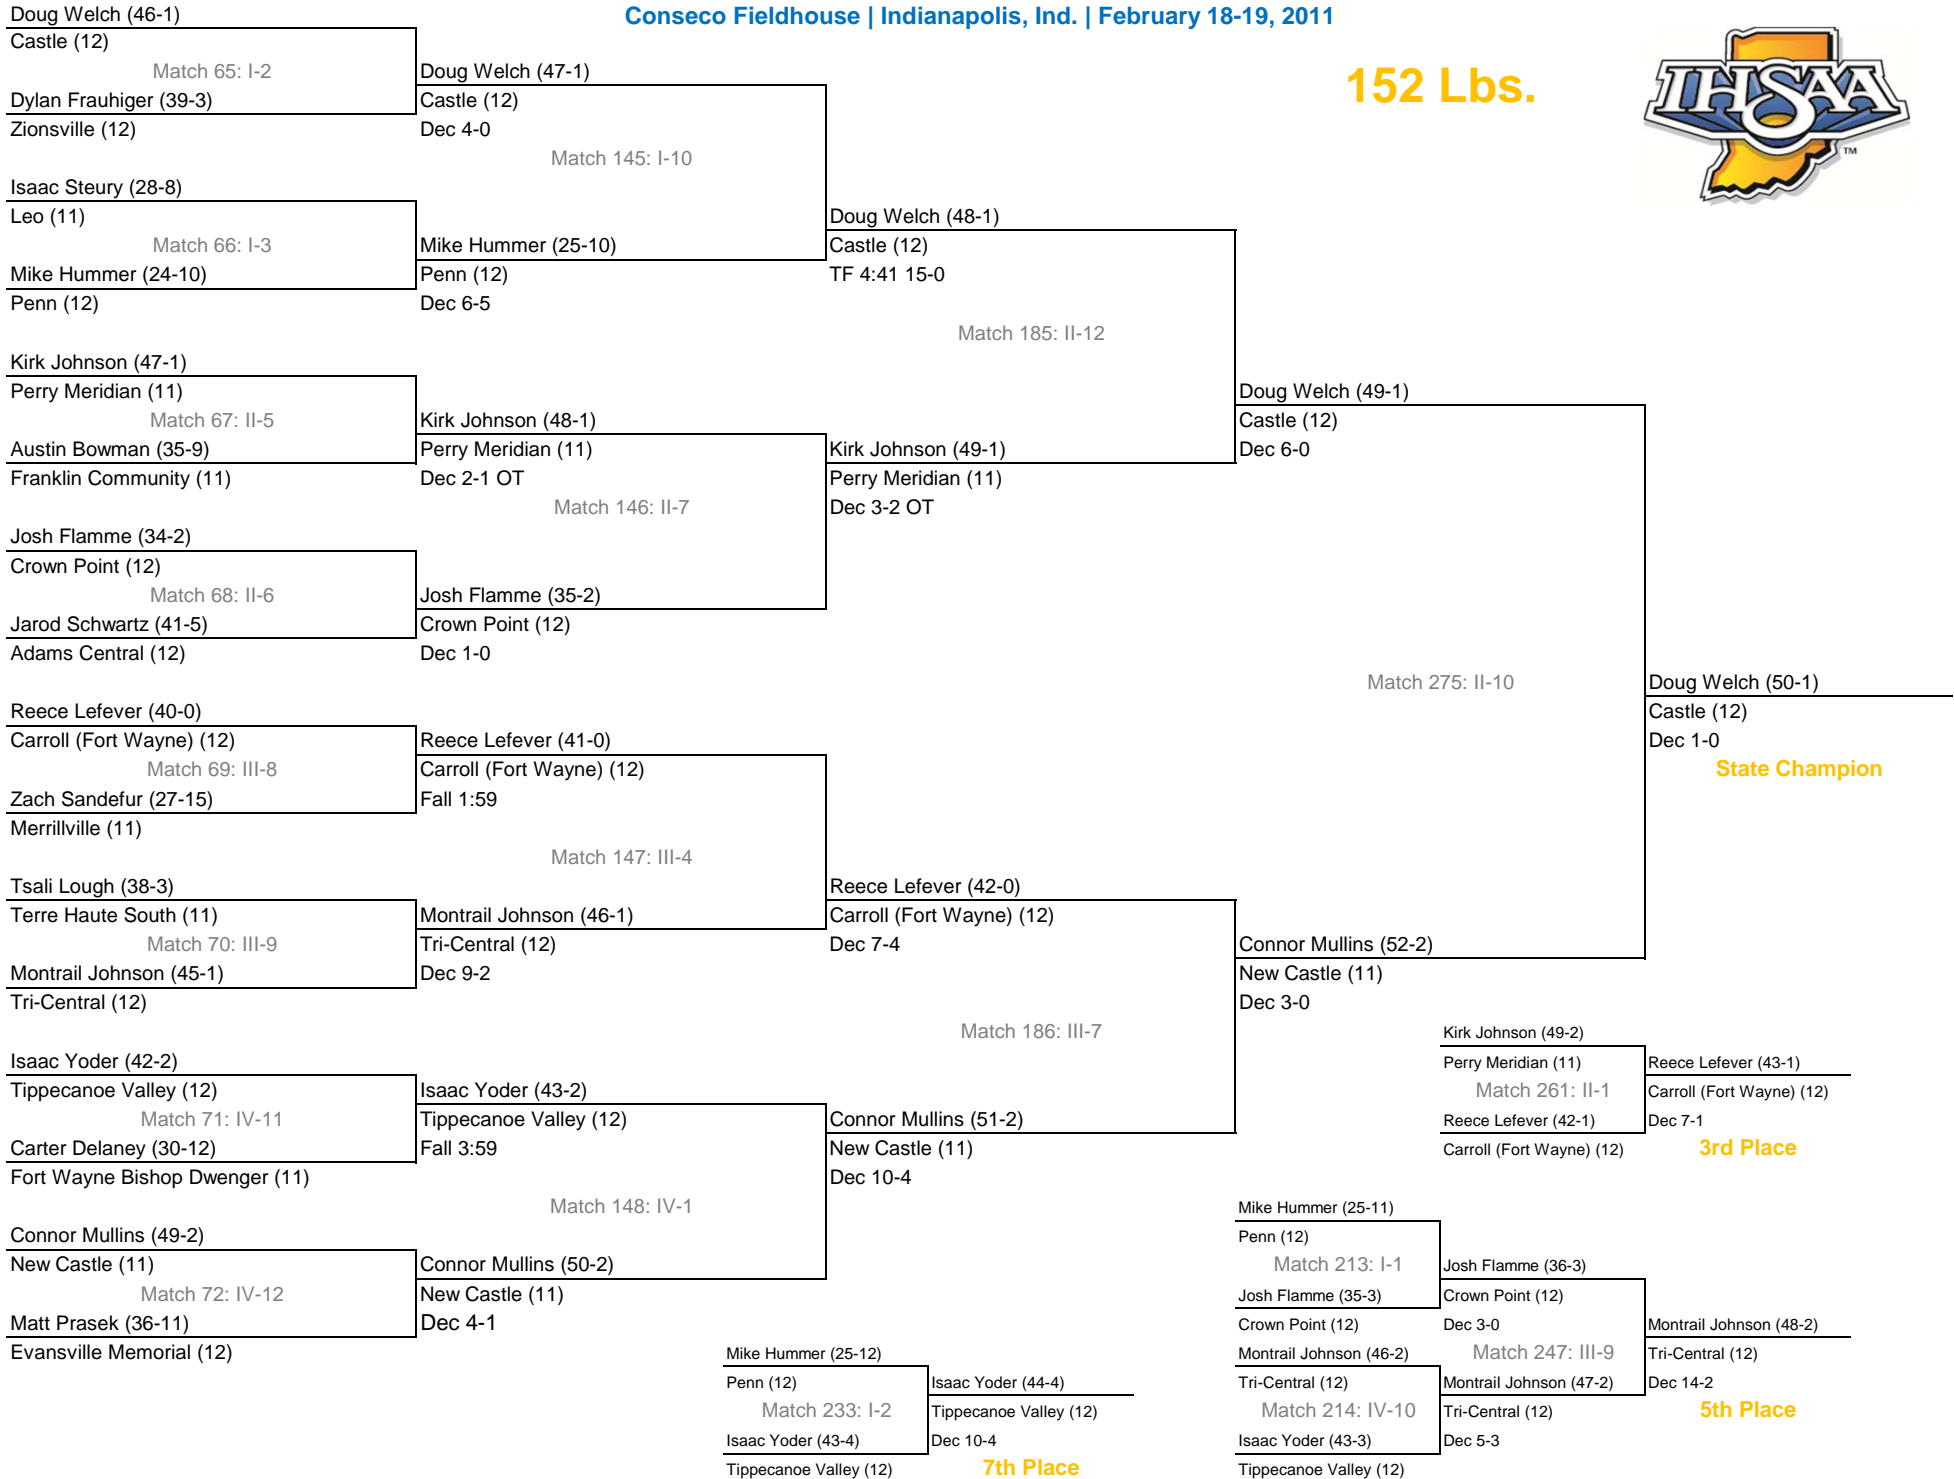 Conseco Fieldhouse | Indianapolis, Ind. | February 18-19, 2011
152 Lbs.
IHSAA
TM
Doug Welch (46-1)
Castle (12)
Match 65: I-2
Dylan Frauhiger (39-3)
Zionsville (12)
Isaac Steury (28-8)
Leo (11)
Match 66: I-3
Mike Hummer (24-10)
Penn (12)
Kirk Johnson (47-1)
Perry Meridian (11)
Match 67: II-5
Austin Bowman (35-9)
Franklin Community (11)
Josh Flamme (34-2)
Crown Point (12)
Match 68: II-6
Jarod Schwartz (41-5)
Adams Central (12)
Reece Lefever (40-0)
Carroll (Fort Wayne) (12)
Match 69: III-8
Zach Sandefur (27-15)
Merrillville (11)
Tsali Lough (38-3)
Terre Haute South (11)
Match 70: III-9
Montrail Johnson (45-1)
Tri-Central (12)
Isaac Yoder (42-2)
Tippecanoe Valley (12)
Match 71: IV-11
Carter Delaney (30-12)
Fort Wayne Bishop Dwenger (11)
Connor Mullins (49-2)
New Castle (11)
Match 72: IV-12
Matt Prasek (36-11)
Evansville Memorial (12)
Doug Welch (47-1)
Castle (12)
Dec 4-0
Match 145: I-10
Mike Hummer (25-10)
Penn (12)
Dec 6-5
Kirk Johnson (48-1)
Perry Meridian (11)
Dec 2-1 OT
Match 146: II-7
Josh Flamme (35-2)
Crown Point (12)
Dec 1-0
Reece Lefever (41-0)
Carroll (Fort Wayne) (12)
Fall 1:59
Match 147: III-4
Montrail Johnson (46-1)
Tri-Central (12)
Dec 9-2
Isaac Yoder (43-2)
Tippecanoe Valley (12)
Fall 3:59
Match 148: IV-1
Connor Mullins (50-2)
New Castle (11)
Dec 4-1
Doug Welch (48-1)
Castle (12)
TF 4:41 15-0
Match 185: II-12
Kirk Johnson (49-1)
Perry Meridian (11)
Dec 3-2 OT
Reece Lefever (42-0)
Carroll (Fort Wayne) (12)
Dec 7-4
Match 186: III-7
Connor Mullins (51-2)
New Castle (11)
Dec 10-4
Doug Welch (49-1)
Castle (12)
Dec 6-0
Match 275: II-10
Connor Mullins (52-2)
New Castle (11)
Dec 3-0
Doug Welch (50-1)
Castle (12)
Dec 1-0
State Champion
Kirk Johnson (49-2)
Perry Meridian (11)
Match 261: II-1
Reece Lefever (42-1)
Carroll (Fort Wayne) (12)
Reece Lefever (43-1)
Carroll (Fort Wayne) (12)
Dec 7-1
3rd Place
Mike Hummer (25-11)
Penn (12)
Match 213: I-1
Josh Flamme (35-3)
Crown Point (12)
Montrail Johnson (46-2)
Tri-Central (12)
Match 214: IV-10
Isaac Yoder (43-3)
Tippecanoe Valley (12)
Josh Flamme (36-3)
Crown Point (12)
Dec 3-0
Match 247: III-9
Montrail Johnson (47-2)
Tri-Central (12)
Dec 5-3
Montrail Johnson (48-2)
Tri-Central (12)
Dec 14-2
5th Place
Mike Hummer (25-12)
Penn (12)
Match 233: I-2
Isaac Yoder (43-4)
Tippecanoe Valley (12)
Isaac Yoder (44-4)
Tippecanoe Valley (12)
Dec 10-4
7th Place